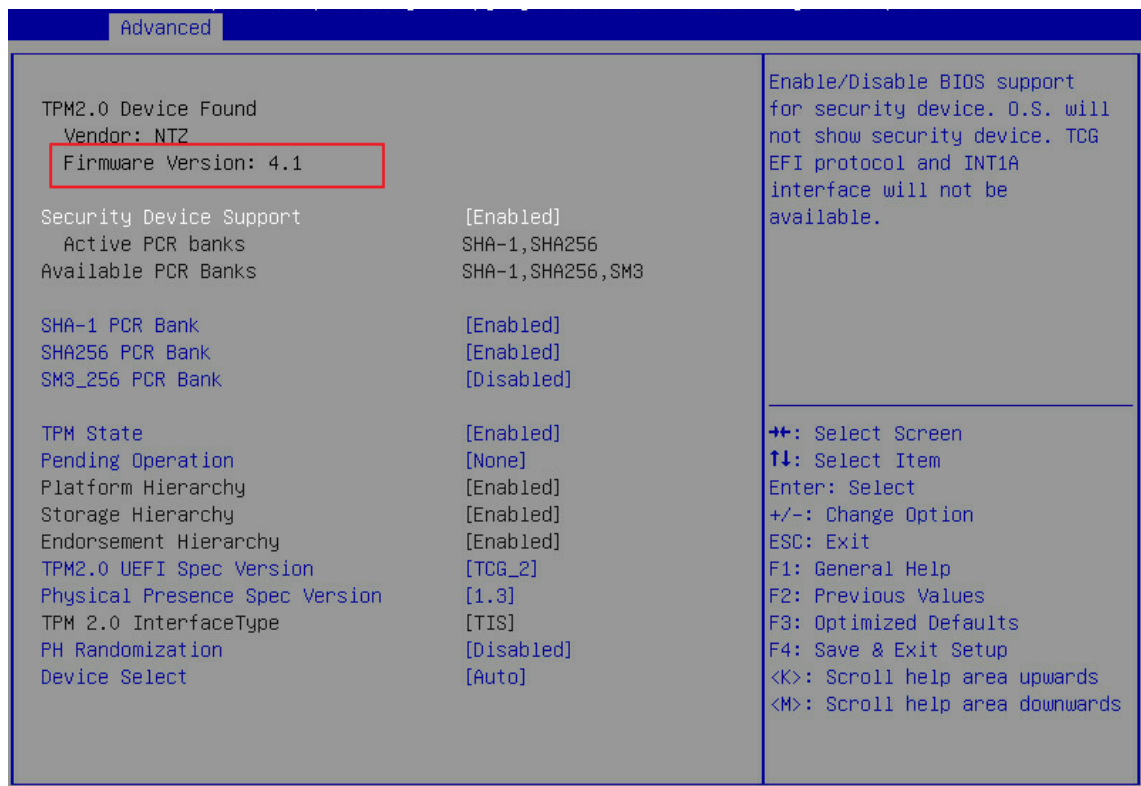 Advanced
TPM2.0 Device Found
Vendor: NTZ
Firmware Version: 4.1
Security Device Support [Enabled]
Active PCR banks SHA-1,SHA256
Available PCR Banks SHA-1,SHA256,SM3
SHA-1 PCR Bank [Enabled]
SHA256 PCR Bank [Enabled]
SM3_256 PCR Bank [Disabled]
TPM State [Enabled]
Pending Operation [None]
Platform Hierarchy [Enabled]
Storage Hierarchy [Enabled]
Endorsement Hierarchy [Enabled]
TPM2.0 UEFI Spec Version [TCG_2]
Physical Presence Spec Version [1.3]
TPM 2.0 InterfaceType [TIS]
PH Randomization [Disabled]
Device Select [Auto]
Enable/Disable BIOS support
for security device. O.S. will
not show security device. TCG
EFI protocol and INT1A
interface will not be
available.
→←: Select Screen
↑↓: Select Item
Enter: Select
+/-: Change Option
ESC: Exit
F1: General Help
F2: Previous Values
F3: Optimized Defaults
F4: Save & Exit Setup
<K>: Scroll help area upwards
<M>: Scroll help area downwards